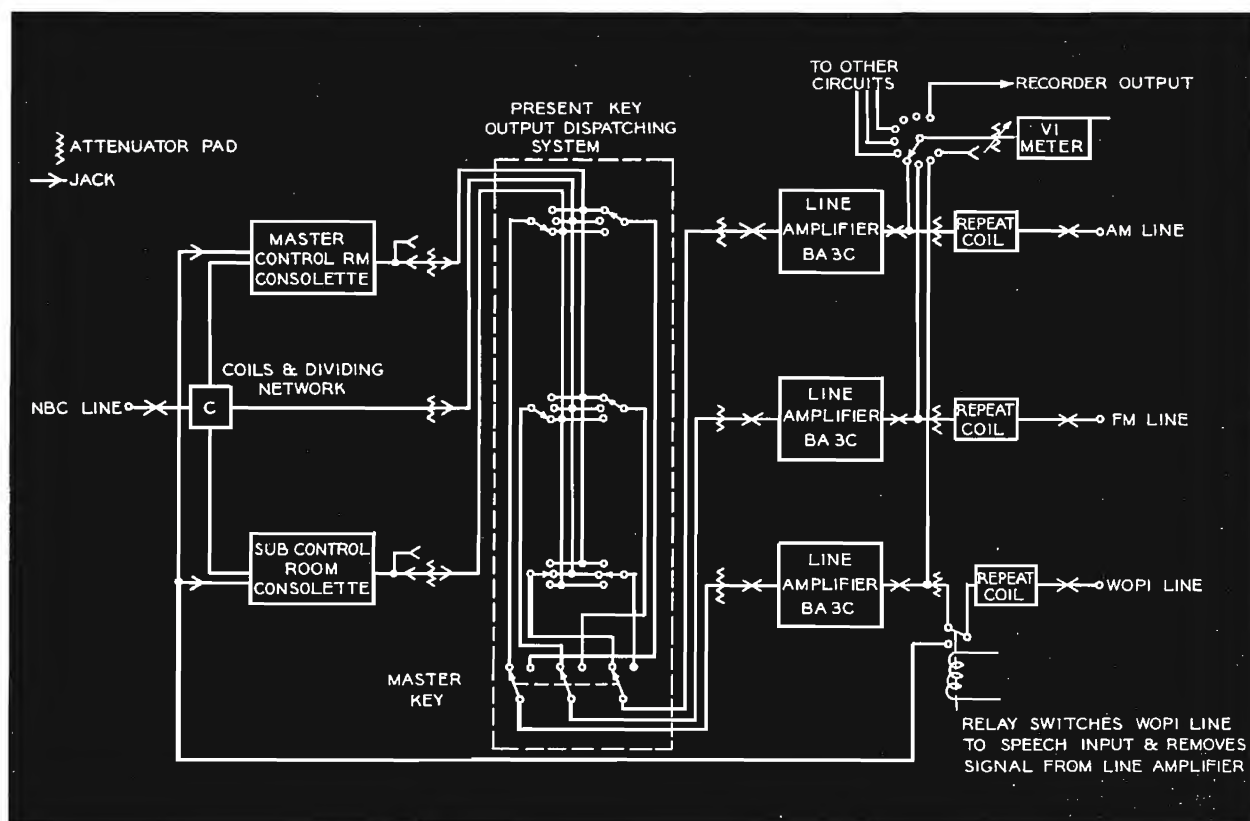 TO OTHER
CIRCUITS
RECORDER OUTPUT
PRESENT KEY
OUTPUT DISPATCHING
SYSTEM
VI
METER
ATTENUATOR PAD
JACK
MASTER
CONTROL RM
CONSOLETTE
LINE
AMPLIFIER
BA 3C
REPEAT
COIL
AM LINE
COILS & DIVIDING
NETWORK
NBC LINE
C
LINE
AMPLIFIER
BA 3C
REPEAT
COIL
FM LINE
SUB CONTROL
ROOM
CONSOLETTE
LINE
AMPLIFIER
BA 3C
REPEAT
COIL
WOPI LINE
MASTER
KEY
RELAY SWITCHES WOPI LINE
TO SPEECH INPUT & REMOVES
SIGNAL FROM LINE AMPLIFIER